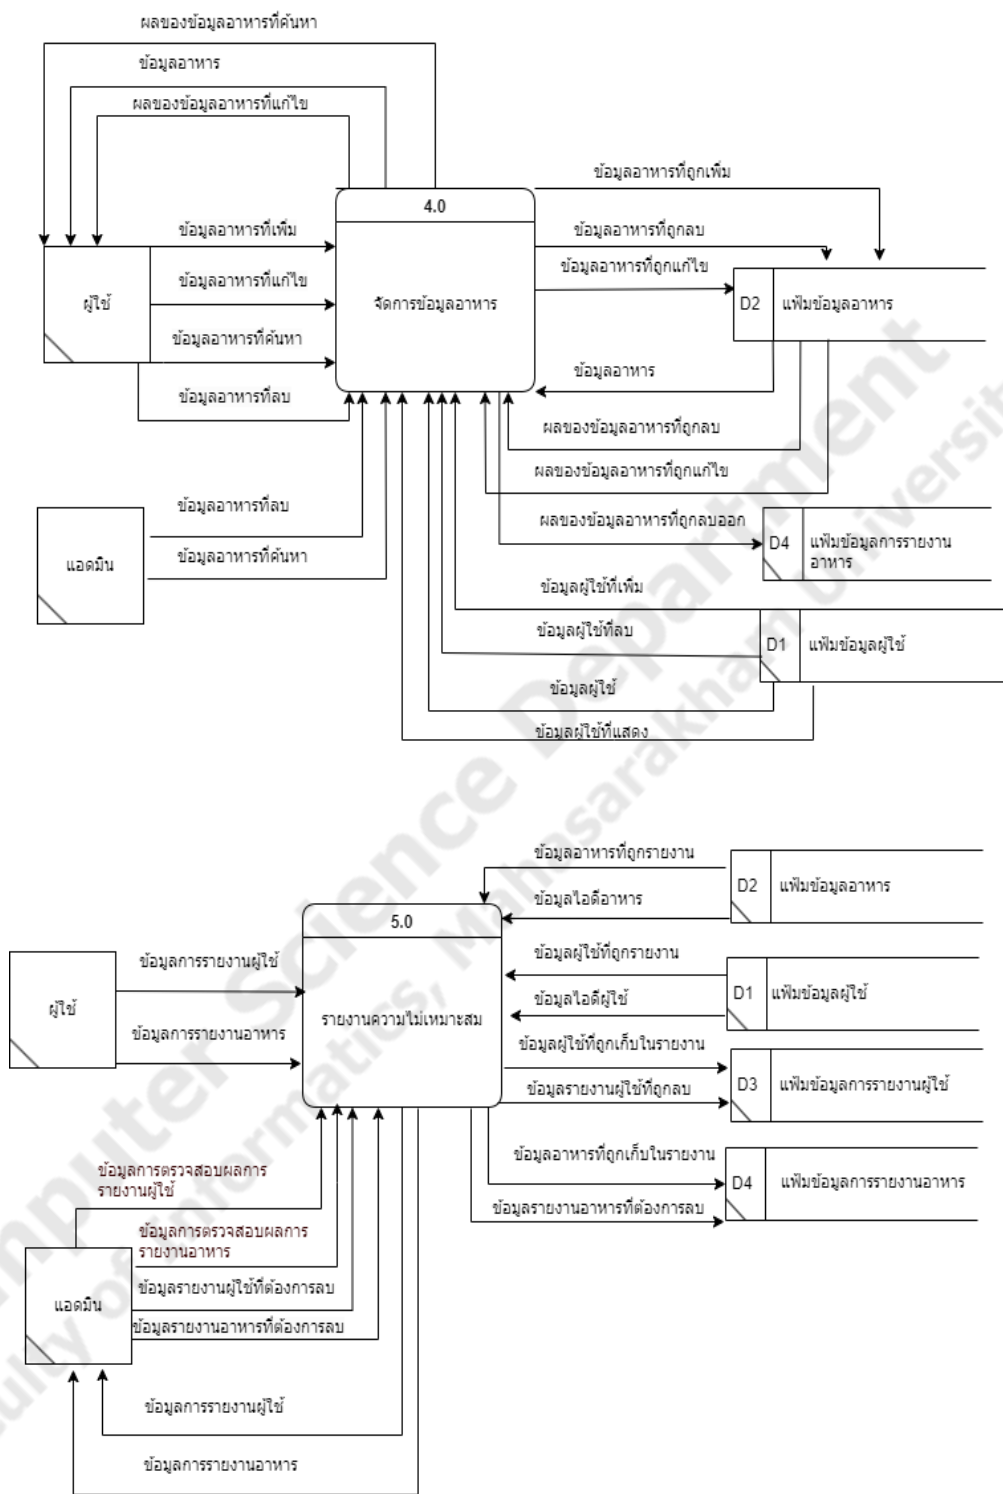 ผลของข้อมูลอาหารที่ค้นหา
ข้อมูลอาหาร
ผลของข้อมูลอาหารที่แก้ไข
ข้อมูลอาหารที่ถูกเพิ่ม
4.0
ข้อมูลอาหารที่เพิ่ม
ข้อมูลอาหารที่ถูกลบ
ข้อมูลอาหารที่ถูกแก้ไข
ข้อมูลอาหารที่แก้ไข
ผู้ใช้
จัดการข้อมูลอาหาร
D2
แฟ้มข้อมูลอาหาร
ข้อมูลอาหารที่ค้นหา
ข้อมูลอาหาร
ข้อมูลอาหารที่ลบ
ผลของข้อมูลอาหารที่ถูกลบ
ผลของข้อมูลอาหารที่ถูกแก้ไข
ข้อมูลอาหารที่ลบ
ผลของข้อมูลอาหารที่ถูกลบออก
D4
แฟ้มข้อมูลการรายงาน
อาหาร
แอดมิน
ข้อมูลอาหารที่ค้นหา
ข้อมูลผู้ใช้ที่เพิ่ม
ข้อมูลผู้ใช้ที่ลบ
D1
แฟ้มข้อมูลผู้ใช้
ข้อมูลผู้ใช้
ข้อมูลผู้ใช้ที่แสดง
ข้อมูลอาหารที่ถูกรายงาน
D2
แฟ้มข้อมูลอาหาร
ข้อมูลไอดีอาหาร
5.0
ข้อมูลการรายงานผู้ใช้
ข้อมูลผู้ใช้ที่ถูกรายงาน
D1
แฟ้มข้อมูลผู้ใช้
ข้อมูลไอดีผู้ใช้
ผู้ใช้
รายงานความไม่เหมาะสม
ข้อมูลการรายงานอาหาร
ข้อมูลผู้ใช้ที่ถูกเก็บในรายงาน
ข้อมูลรายงานผู้ใช้ที่ถูกลบ
D3
แฟ้มข้อมูลการรายงานผู้ใช้
ข้อมูลอาหารที่ถูกเก็บในรายงาน
D4
แฟ้มข้อมูลการรายงานอาหาร
ข้อมูลรายงานอาหารที่ต้องการลบ
ข้อมูลการตรวจสอบผลการ
รายงานผู้ใช้
ข้อมูลการตรวจสอบผลการ
รายงานอาหาร
ข้อมูลรายงานผู้ใช้ที่ต้องการลบ
แอดมิน
ข้อมูลรายงานอาหารที่ต้องการลบ
ข้อมูลการรายงานผู้ใช้
ข้อมูลการรายงานอาหาร
Science Department
of Informatics, Mahasarakham